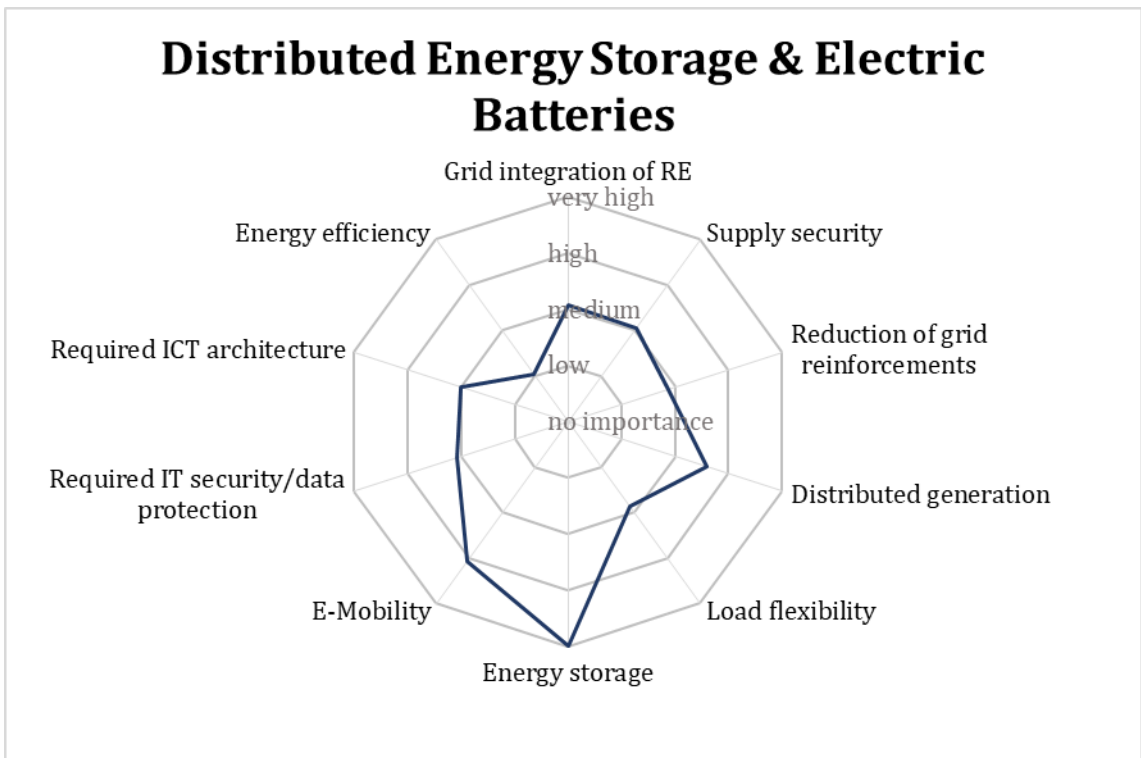 Distributed Energy Storage & Electric
Batteries
Grid integration of RE
very high
Energy efficiency
Supply security
high
medium
Required ICT architecture
Reduction of grid
reinforcements
low
no importance
Required IT security/data
protection
Distributed generation
E-Mobility
Load flexibility
Energy storage